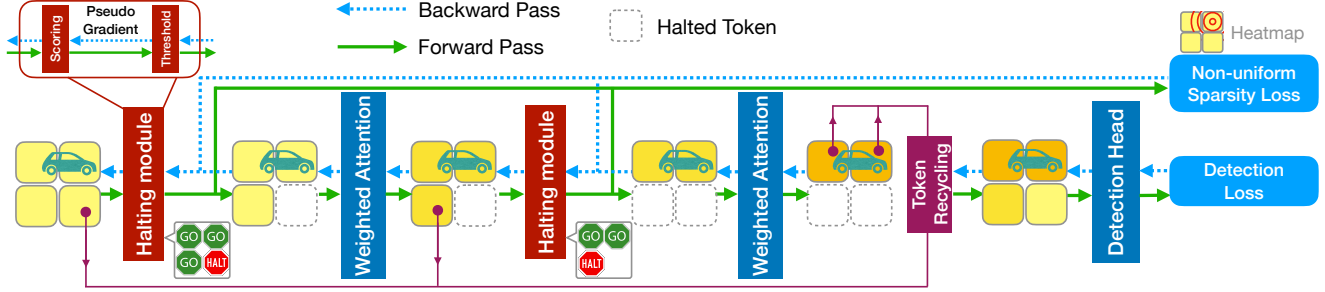 Scoring
Pseudo
Gradient
Threshold
Backward Pass
Forward Pass
Halted Token
Heatmap
Non-uniform
Sparsity Loss
Halting module
GO GO
GO HALT
Weighted Attention
Halting module
GO GO
HALT
Weighted Attention
Token
Recycling
Detection Head
Detection
Loss